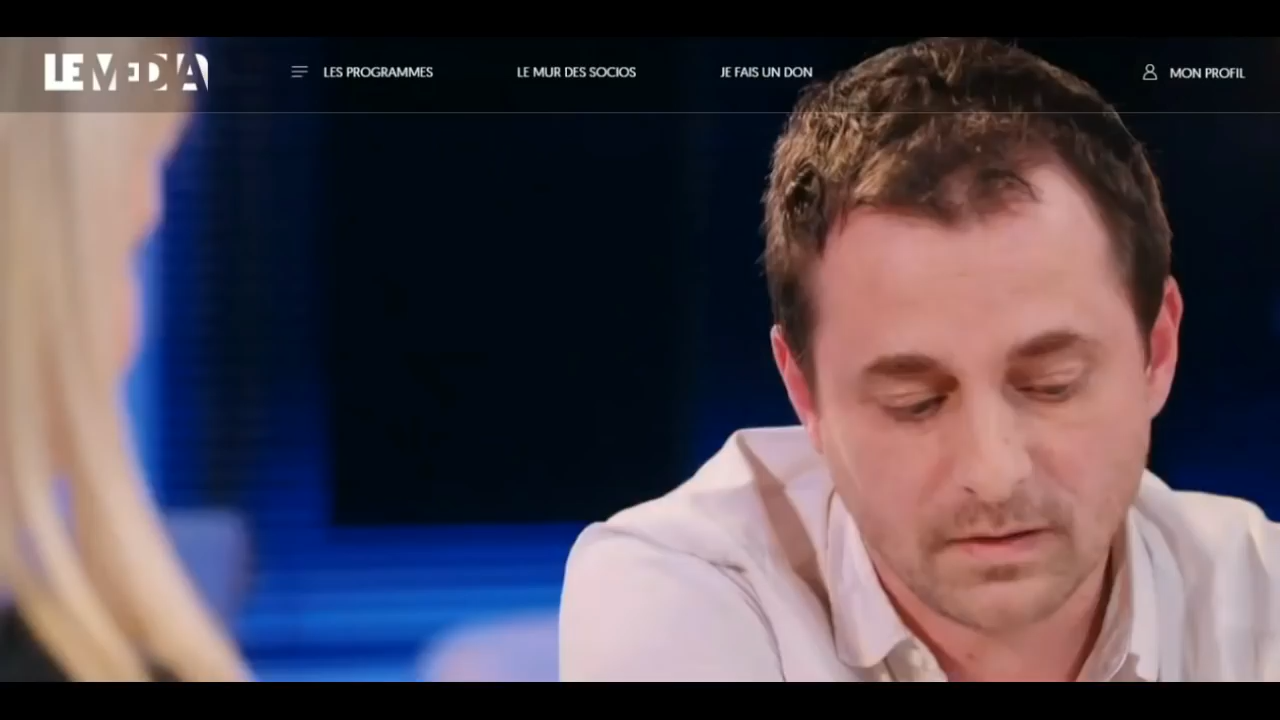 LE MEDIA
LES PROGRAMMES
LE MUR DES SOCIOS
JE FAIS UN DON
MON PROFIL